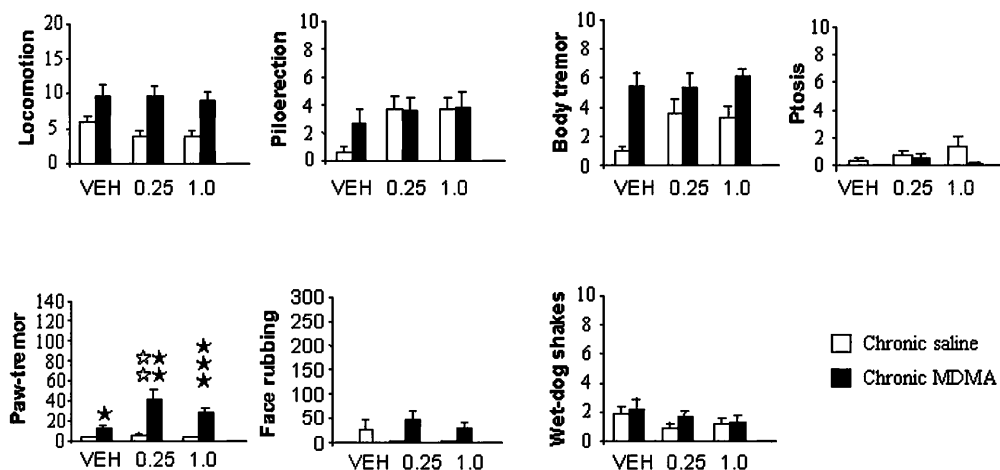 Locomotion
20
15
10
5
0
VEH 0.25 1.0
Piloerection
10
8
6
4
2
0
VEH 0.25 1.0
Body tremor
10
8
6
4
2
0
VEH 0.25 1.0
Ptosis
10
8
6
4
2
0
VEH 0.25 1.0
Paw-tremor
140
120
100
80
60
40
20
0
VEH 0.25 1.0
Face rubbing
300
250
200
150
100
50
0
VEH 0.25 1.0
Wet-dog shakes
10
8
6
4
2
0
VEH 0.25 1.0
Chronic saline
Chronic MDMA